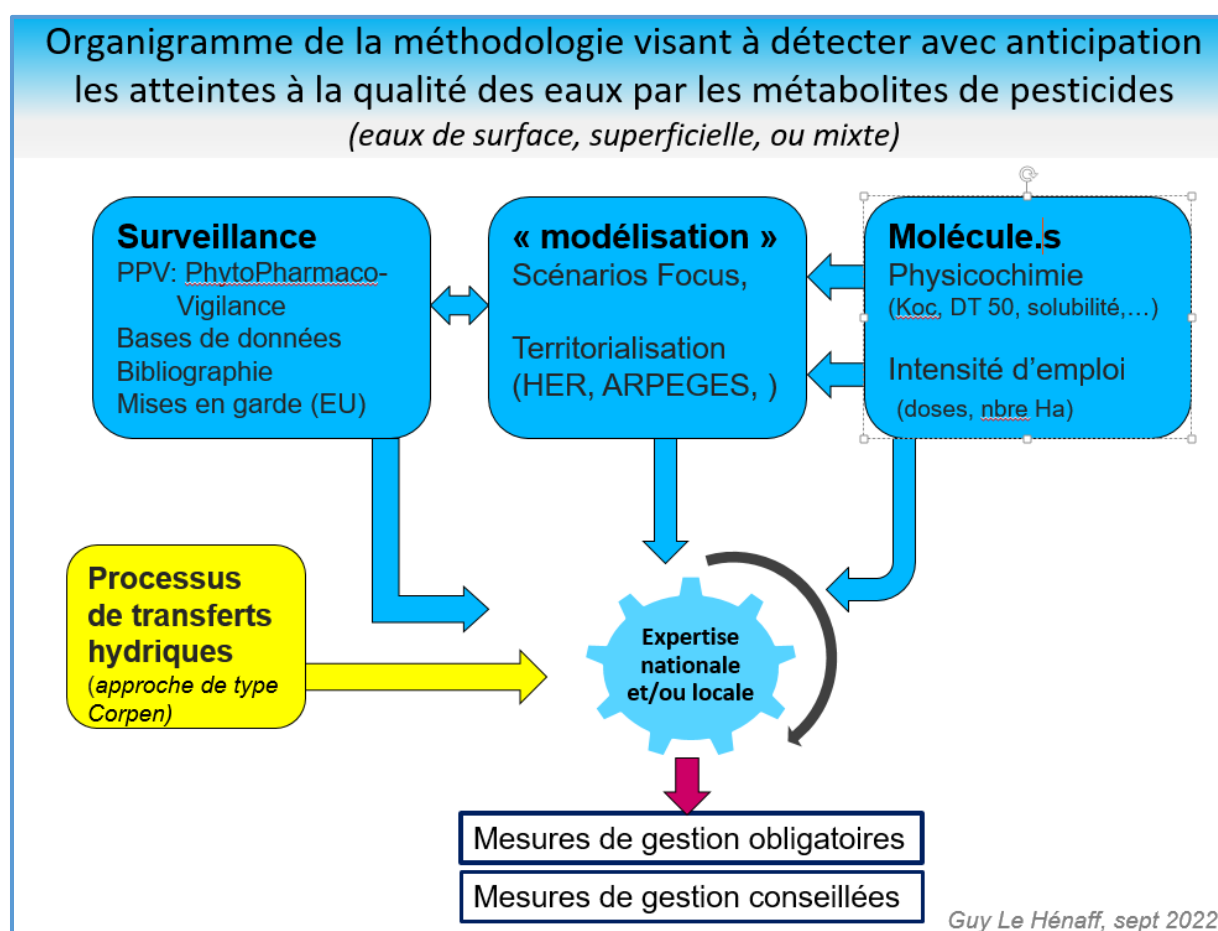 Organigramme de la méthodologie visant à détecter avec anticipation
les atteintes à la qualité des eaux par les métabolites de pesticides
(eaux de surface, superficielle, ou mixte)
Surveillance
PPV: PhytoPharmaco-
Vigilance
Bases de données
Bibliographie
Mises en garde (EU)
« modélisation »
Scénarios Focus,
Territorialisation
(HER, ARPEGES, )
Molécule.s
Physicochimie
(Koc, DT 50, solubilité,…)
Intensité d’emploi
(doses, nbre Ha)
Processus
de transferts
hydriques
(approche de type
Corpen)
Expertise
nationale
et/ou locale
Mesures de gestion obligatoires
Mesures de gestion conseillées
Guy Le Hénaff, sept 2022